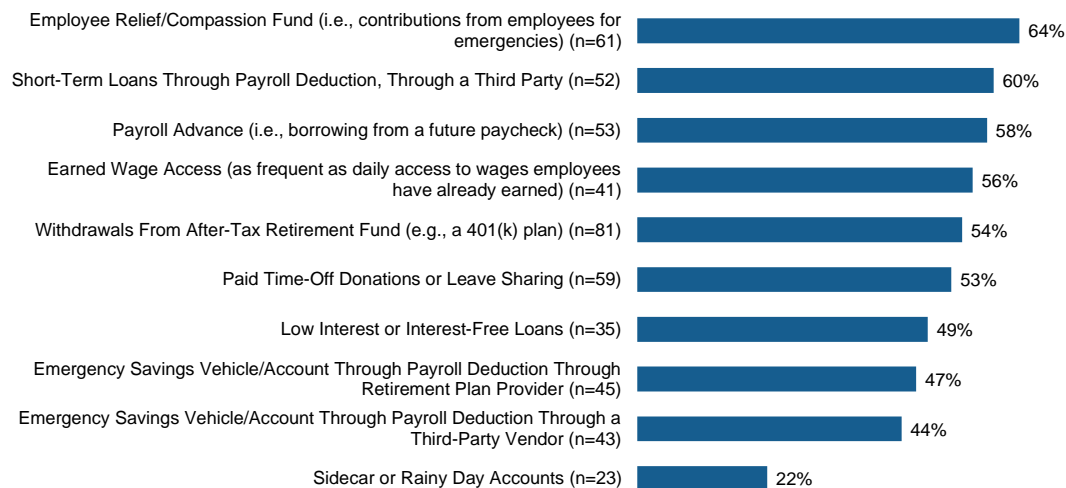 Employee Relief/Compassion Fund (i.e., contributions from employees for
emergencies) (n=61)
64%
Short-Term Loans Through Payroll Deduction, Through a Third Party (n=52)
60%
Payroll Advance (i.e., borrowing from a future paycheck) (n=53)
58%
Earned Wage Access (as frequent as daily access to wages employees
have already earned) (n=41)
56%
Withdrawals From After-Tax Retirement Fund (e.g., a 401(k) plan) (n=81)
54%
Paid Time-Off Donations or Leave Sharing (n=59)
53%
Low Interest or Interest-Free Loans (n=35)
49%
Emergency Savings Vehicle/Account Through Payroll Deduction Through
Retirement Plan Provider (n=45)
47%
Emergency Savings Vehicle/Account Through Payroll Deduction Through a
Third-Party Vendor (n=43)
44%
Sidecar or Rainy Day Accounts (n=23)
22%